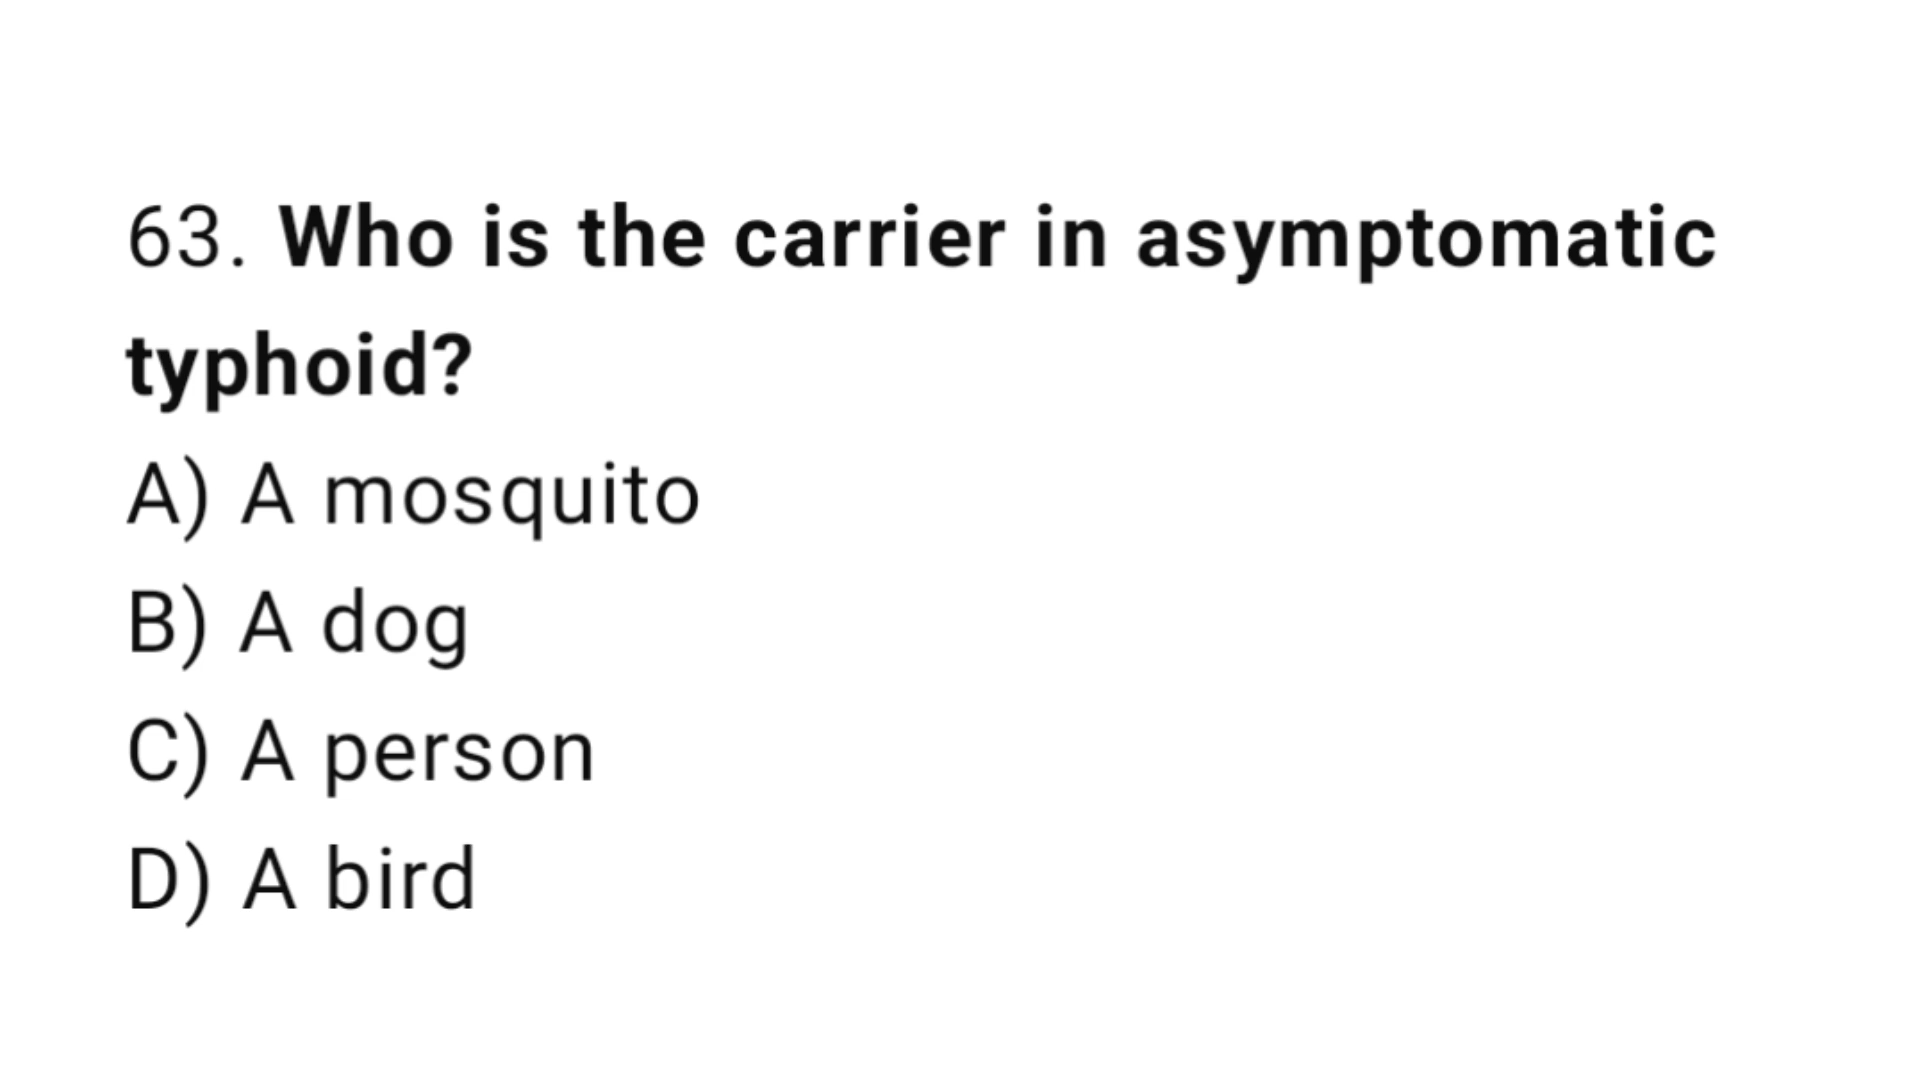 63. Who is the carrier in asymptomatic
typhoid?
A) A mosquito
B) A dog
C) A person
D) A bird